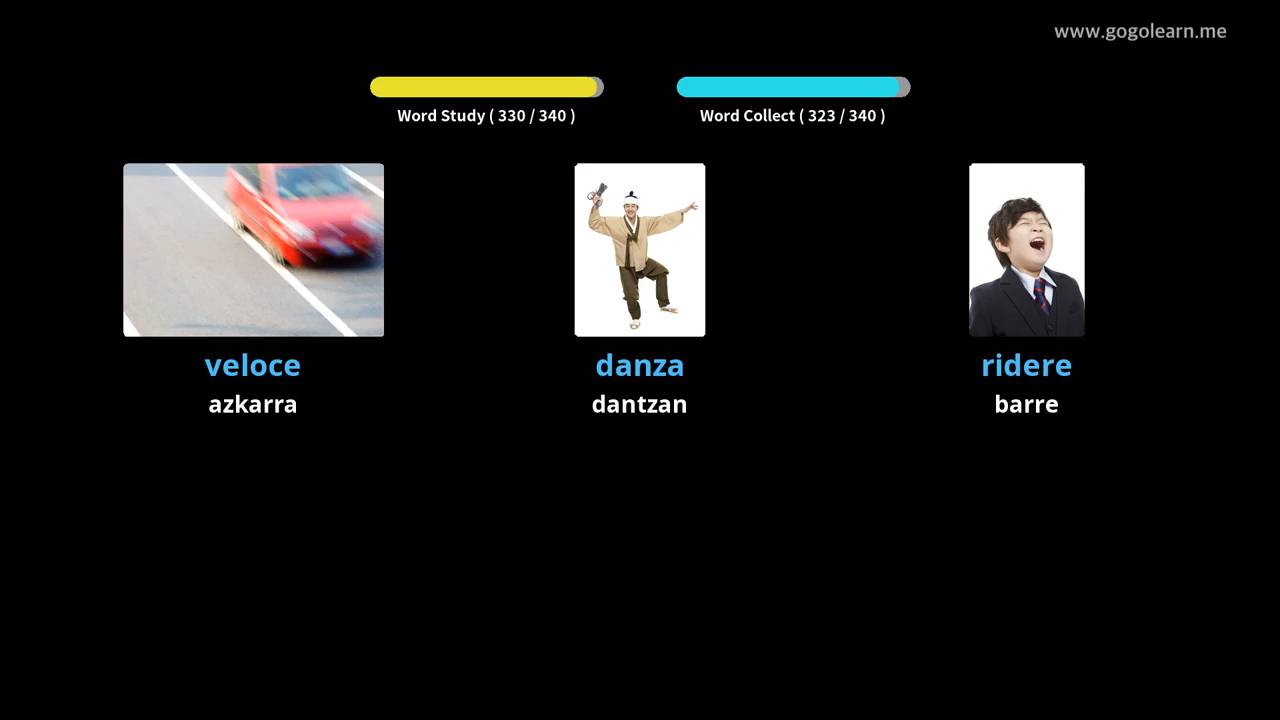 www.gogolearn.me
Word Study ( 330 / 340 )
Word Collect ( 323 / 340 )
veloce
azkarra
danza
dantzan
ridere
barre